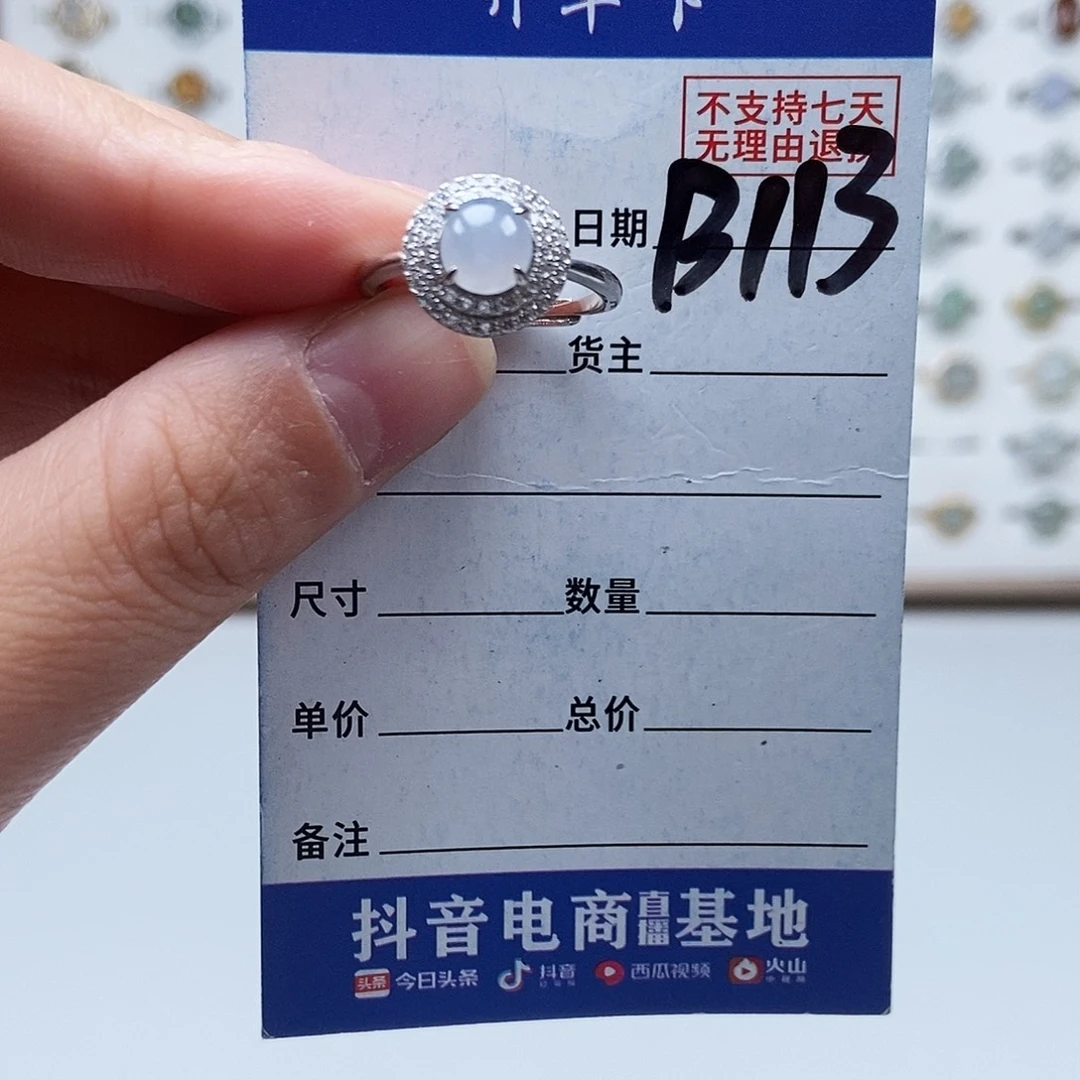 不支持七天
无理由退换
日期 B113
货主
尺寸 数量
单价 总价
备注
抖音电商直播基地
今日头条 抖音 西瓜视频 火山